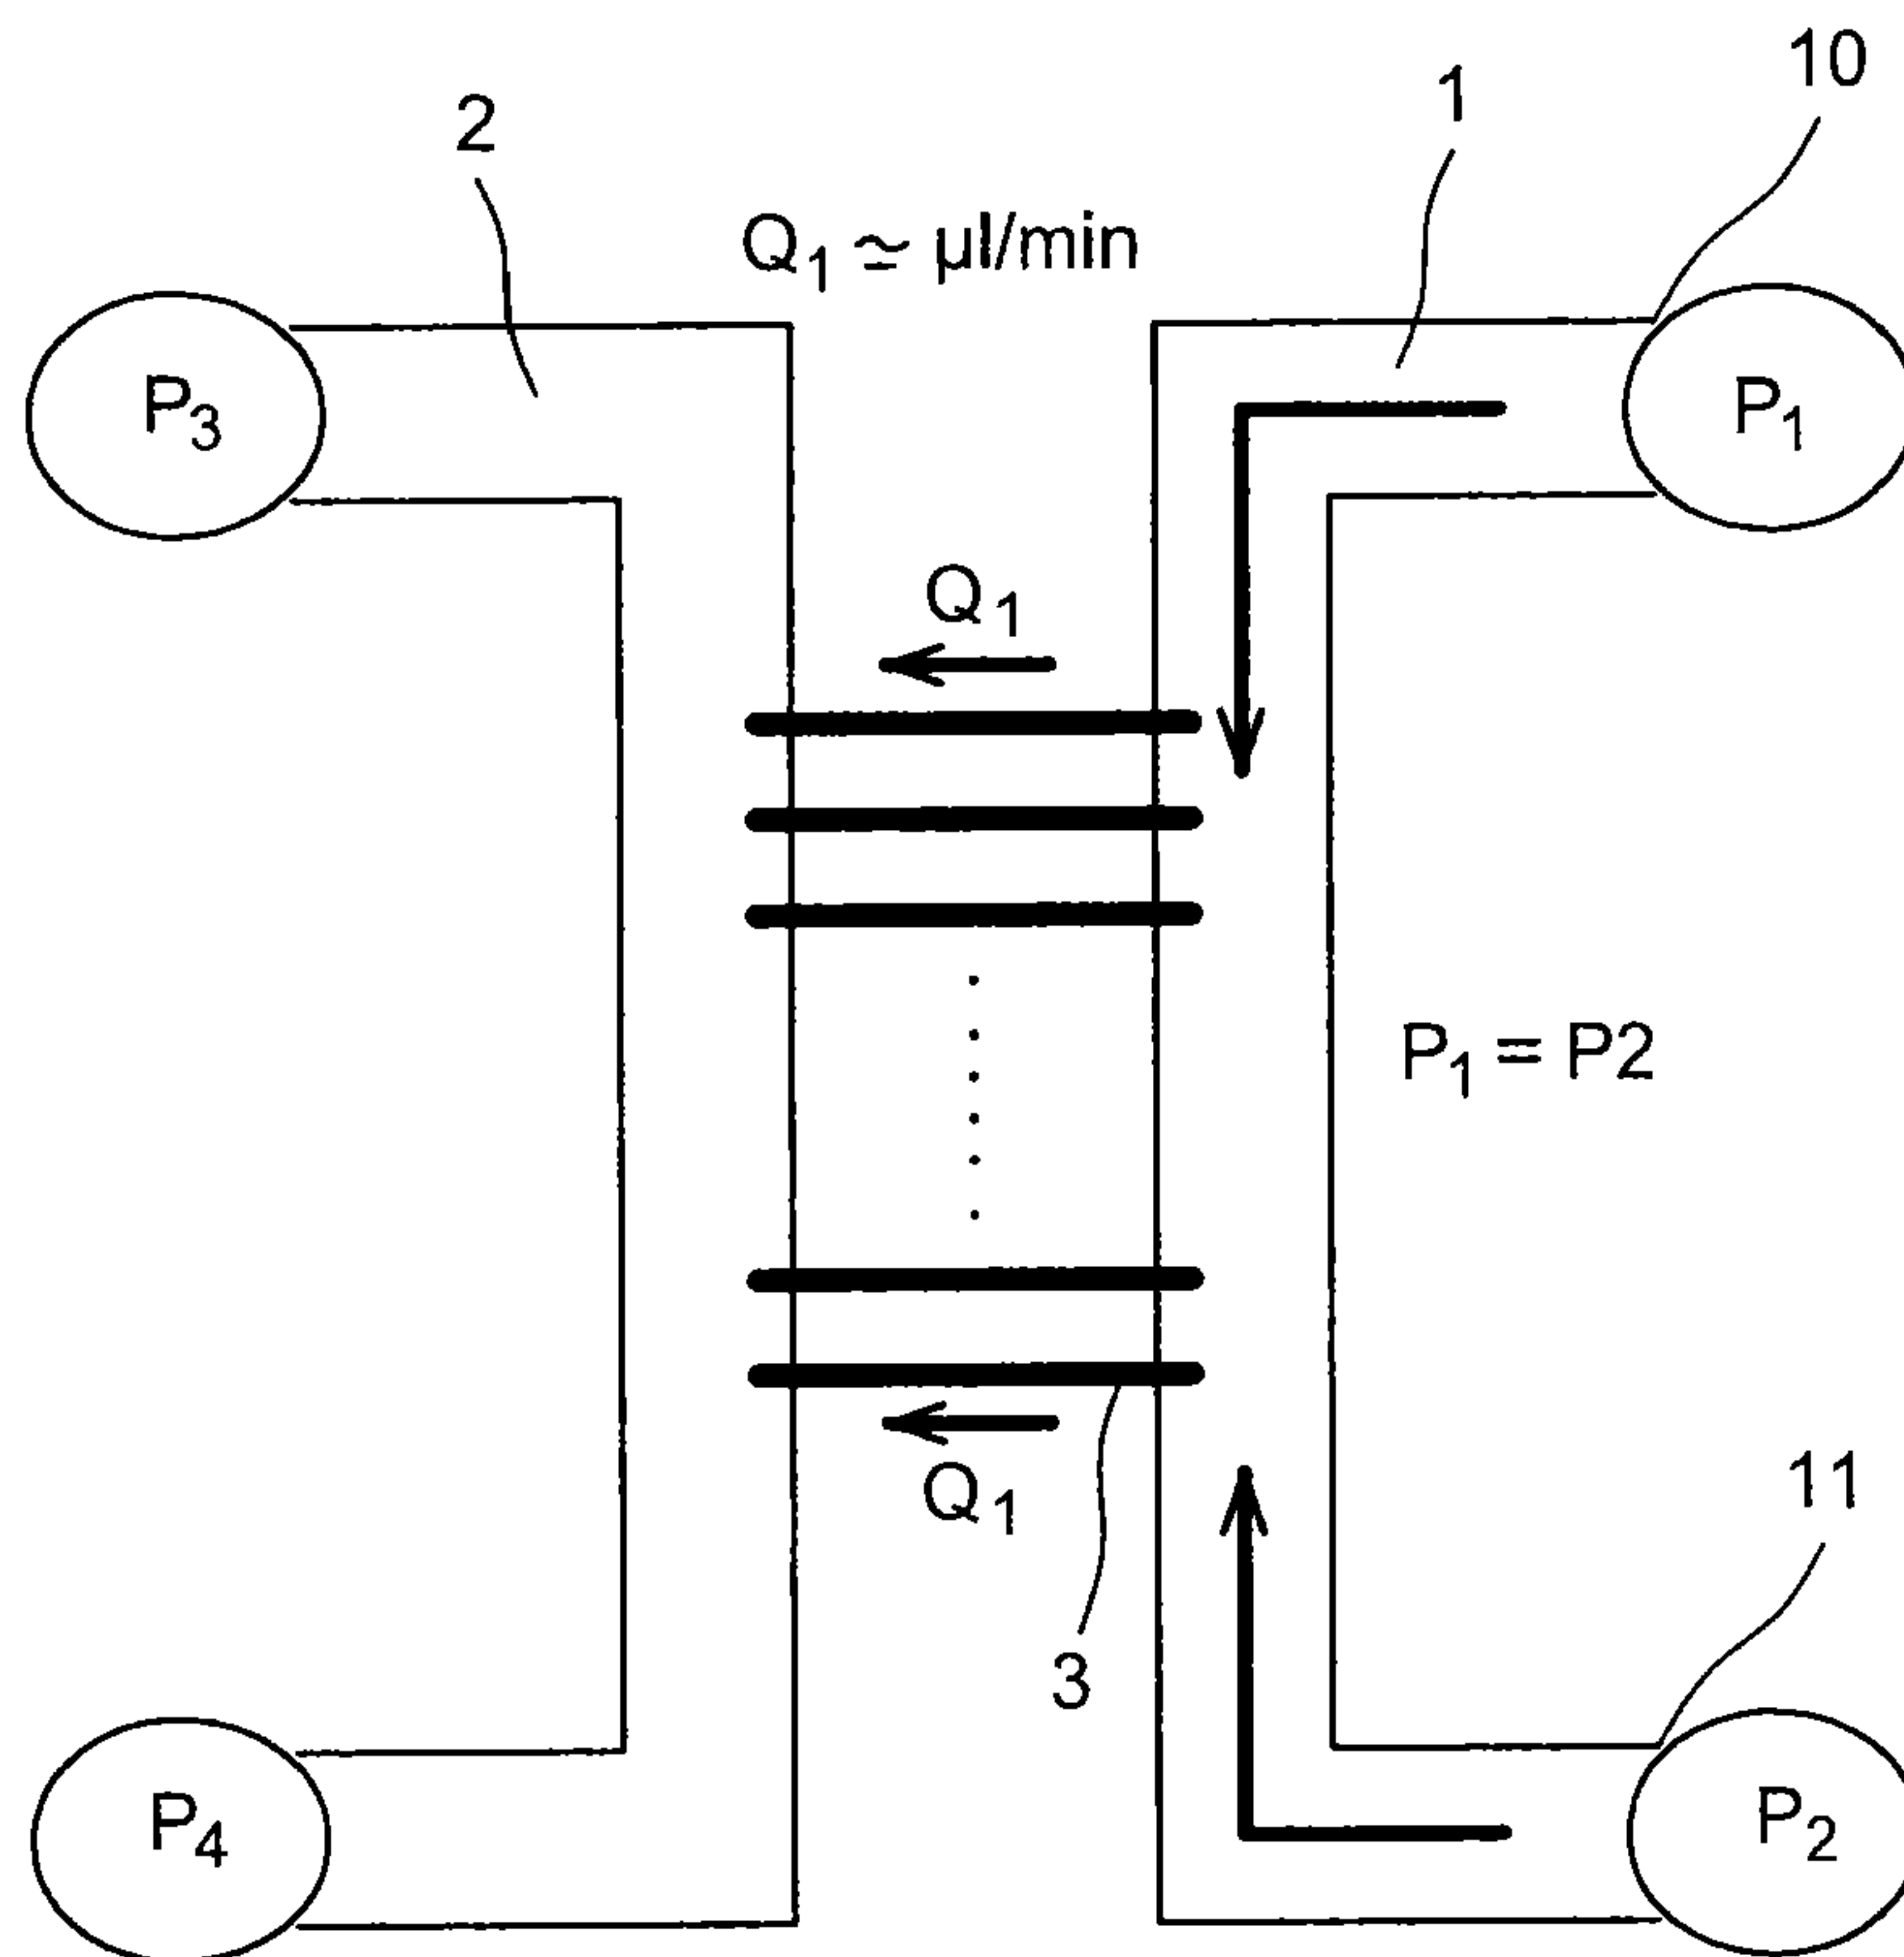 10
1
2
Q₁ ≃ µl/min
P₃
P₁
Q₁
P₁ = P2
11
Q₁
3
P₄
P₂